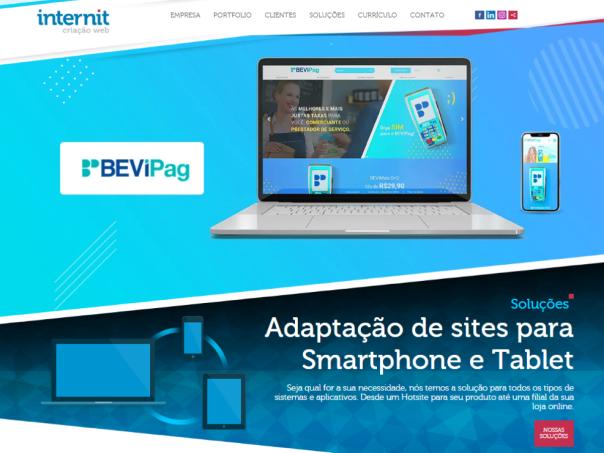 internit
criação web
EMPRESA PORTFOLIO CLIENTES SOLUÇÕES CURRÍCULO CONTATO
BEViPag
AS MELHORES E MAIS
JUSTAS TAXAS PARA
VOCÊ, COMERCIANTE OU
PRESTADOR DE SERVIÇO.
Diga SIM
para a BEViPag!
R$29,90
Soluções
Adaptação de sites para
Smartphone e Tablet
Seja qual for a sua necessidade, nós temos a solução para todos os tipos de
sistemas e aplicativos. Desde um Hotsite para seu produto até uma filial da sua
loja online.
NOSSAS
SOLUÇÕES